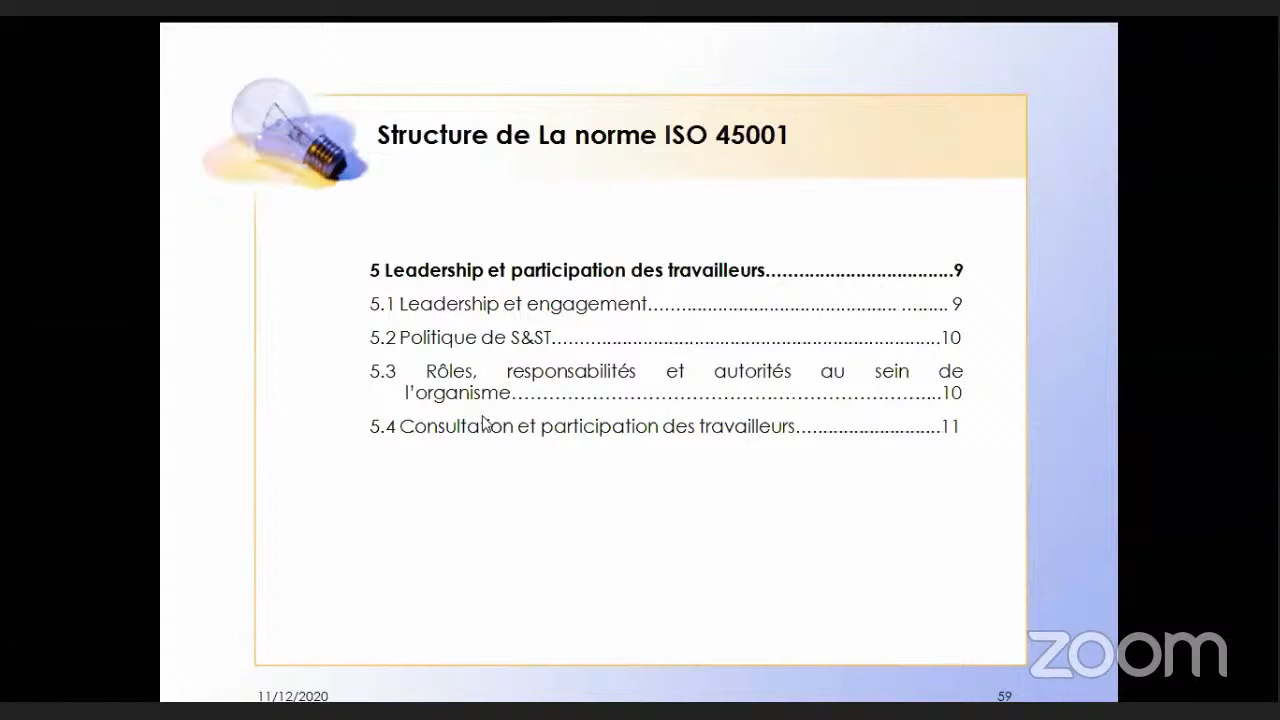 Structure de La norme ISO 45001
5 Leadership et participation des travailleurs.....................................9
5.1 Leadership et engagement……............................................ …...... 9
5.2 Politique de S&ST……..............................................................10
5.3 Rôles, responsabilités et autorités au sein de
l’organisme…………………………………………………………...10
5.4 Consultation et participation des travailleurs…........................11
11/12/2020
59
zoom